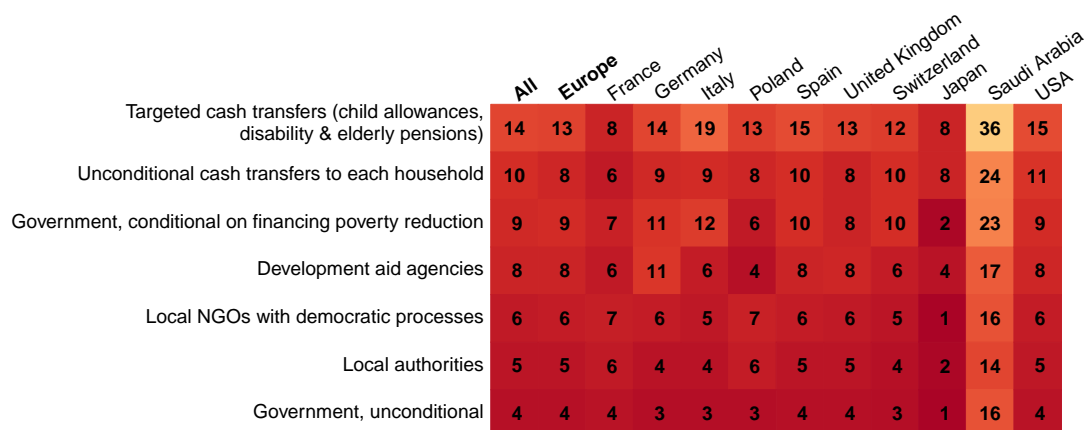 All Europe France Germany Italy Poland Spain United Kingdom Switzerland Japan Saudi Arabia USA
Targeted cash transfers (child allowances,
disability & elderly pensions) 14 13 8 14 19 13 15 13 12 8 36 15
Unconditional cash transfers to each household 10 8 6 9 9 8 10 8 10 8 24 11
Government, conditional on financing poverty reduction 9 9 7 11 12 6 10 8 10 2 23 9
Development aid agencies 8 8 6 11 6 4 8 8 6 4 17 8
Local NGOs with democratic processes 6 6 7 6 5 7 6 6 5 1 16 6
Local authorities 5 5 6 4 4 6 5 5 4 2 14 5
Government, unconditional 4 4 4 3 3 3 4 4 3 1 16 4